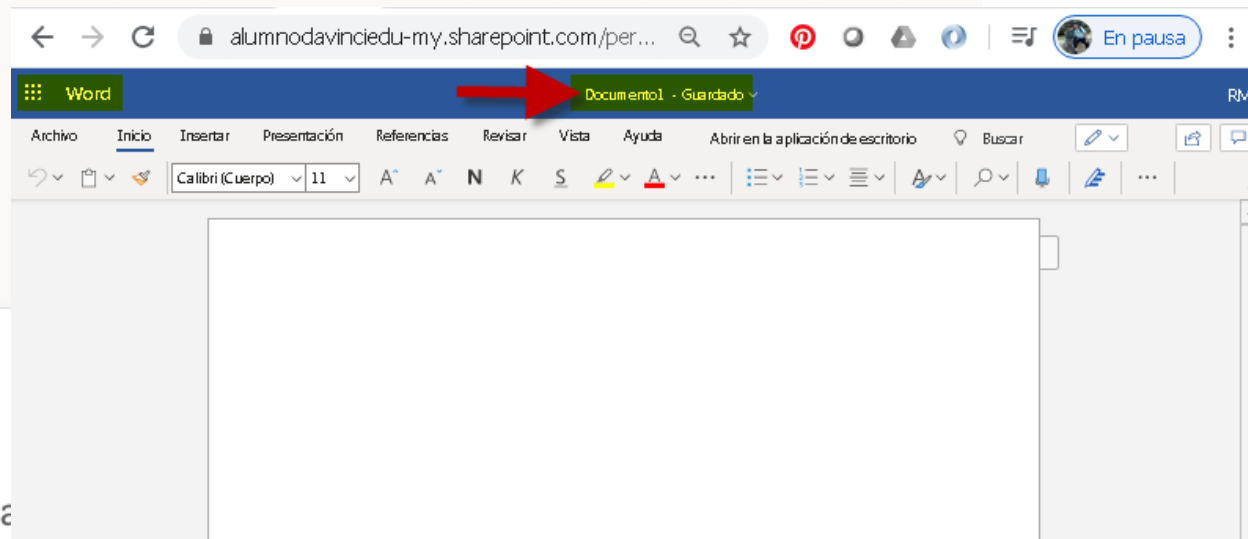 alumnodavinciedu-my.sharepoint.com/per... En pausa
Word Documento1 - Guardado RM
Archivo Inicio Insertar Presentación Referencias Revisar Vista Ayuda Abrir en la aplicación de escritorio Buscar
Calibri (Cuerpo) 11 A A N K S A